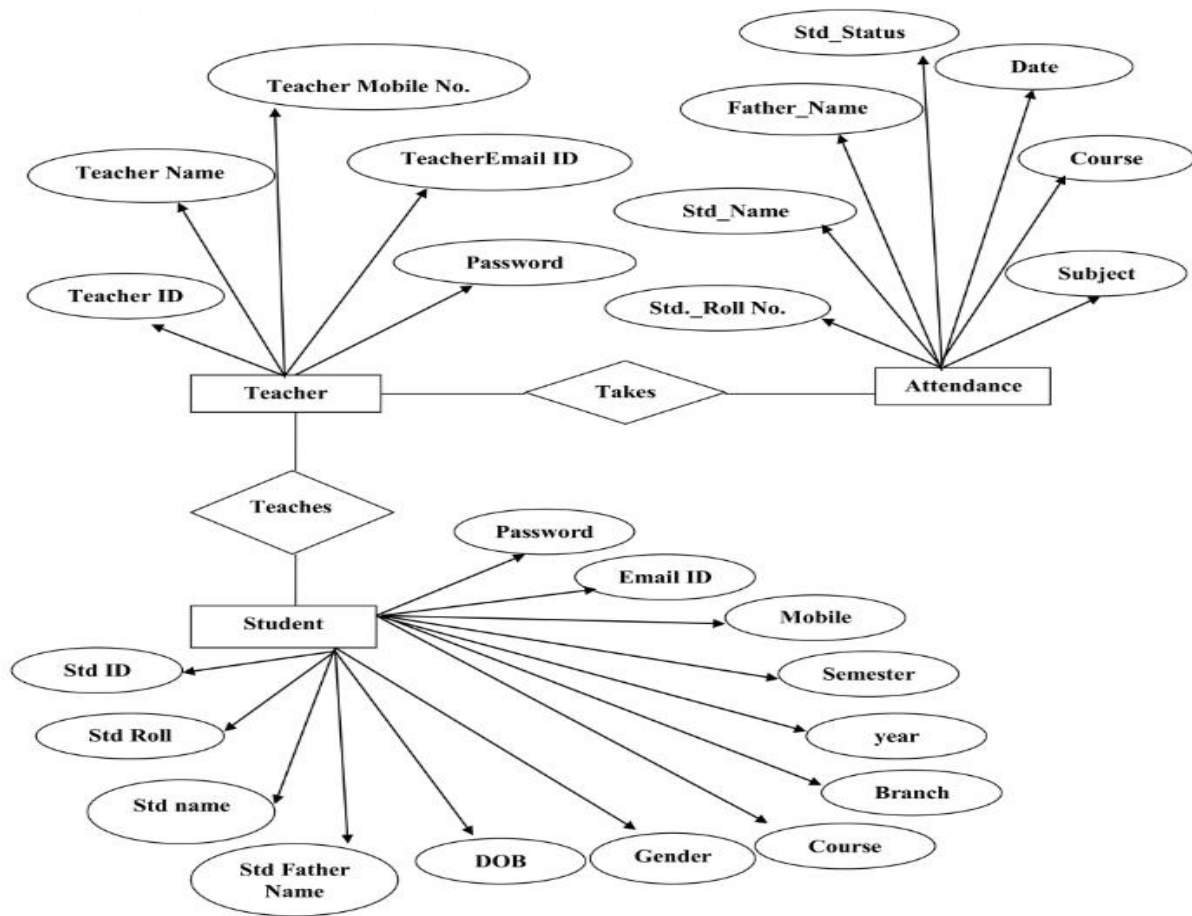 Std_Status
Teacher Mobile No.
Date
Father_Name
TeacherEmail ID
Course
Teacher Name
Std_Name
Password
Subject
Teacher ID
Std._Roll No.
Teacher
Takes
Attendance
Teaches
Password
Email ID
Mobile
Student
Std ID
Semester
Std Roll
year
Std name
Branch
Std Father
Name
DOB
Gender
Course